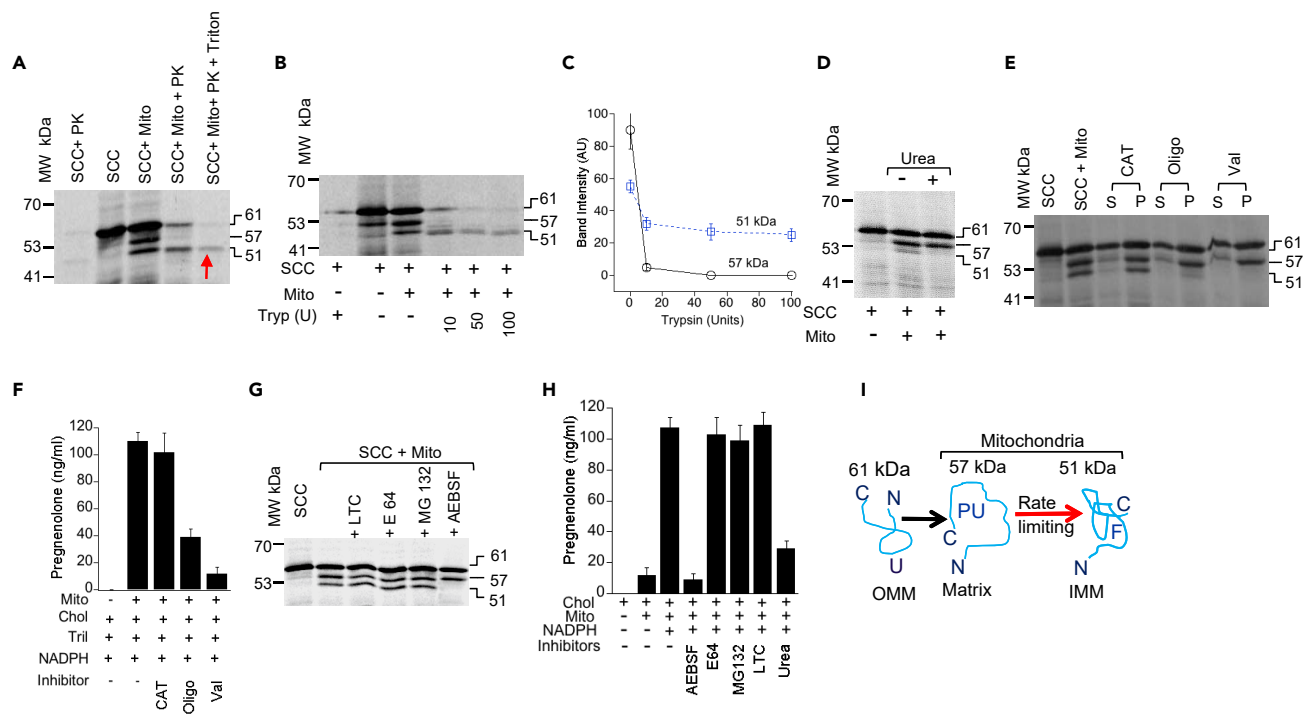 A
MW kDa
SCC+ PK
SCC
SCC+ Mito
SCC+ Mito + PK
SCC+ Mito+ PK + Triton
70
53
41
61
57
51
B
MW kDa
70
53
41
61
57
51
SCC + + + + + +
Mito - - + + + +
Tryp (U) + - - 10 50 100
C
Band Intensity (AU)
100
80
60
40
20
0
51 kDa
57 kDa
0 20 40 60 80 100
Trypsin (Units)
D
MW kDa
Urea
- +
70
53
41
61
57
51
SCC + + +
Mito - + +
E
MW kDa
SCC
SCC + Mito
CAT
Oligo
Val
S P S P S P
70
53
41
61
57
51
F
Pregnenolone (ng/ml)
120
100
80
60
40
20
0
Mito - + + + +
Chol + + + + +
Tril + + + + +
NADPH + + + + +
Inhibitor - - CAT Oligo Val
G
SCC + Mito
MW kDa
SCC
+ LTC
+ E 64
+ MG 132
+ AEBSF
70
53
61
57
51
H
Pregnenolone (ng/ml)
120
100
80
60
40
20
0
Chol + + + + + + + +
Mito - + + + + + + +
NADPH - - + + + + + +
Inhibitors - - - AEBSF E64 MG132 LTC Urea
I
Mitochondria
61 kDa
57 kDa
51 kDa
C
N
U
OMM
PU
C
N
Matrix
Rate
limiting
C
F
N
IMM